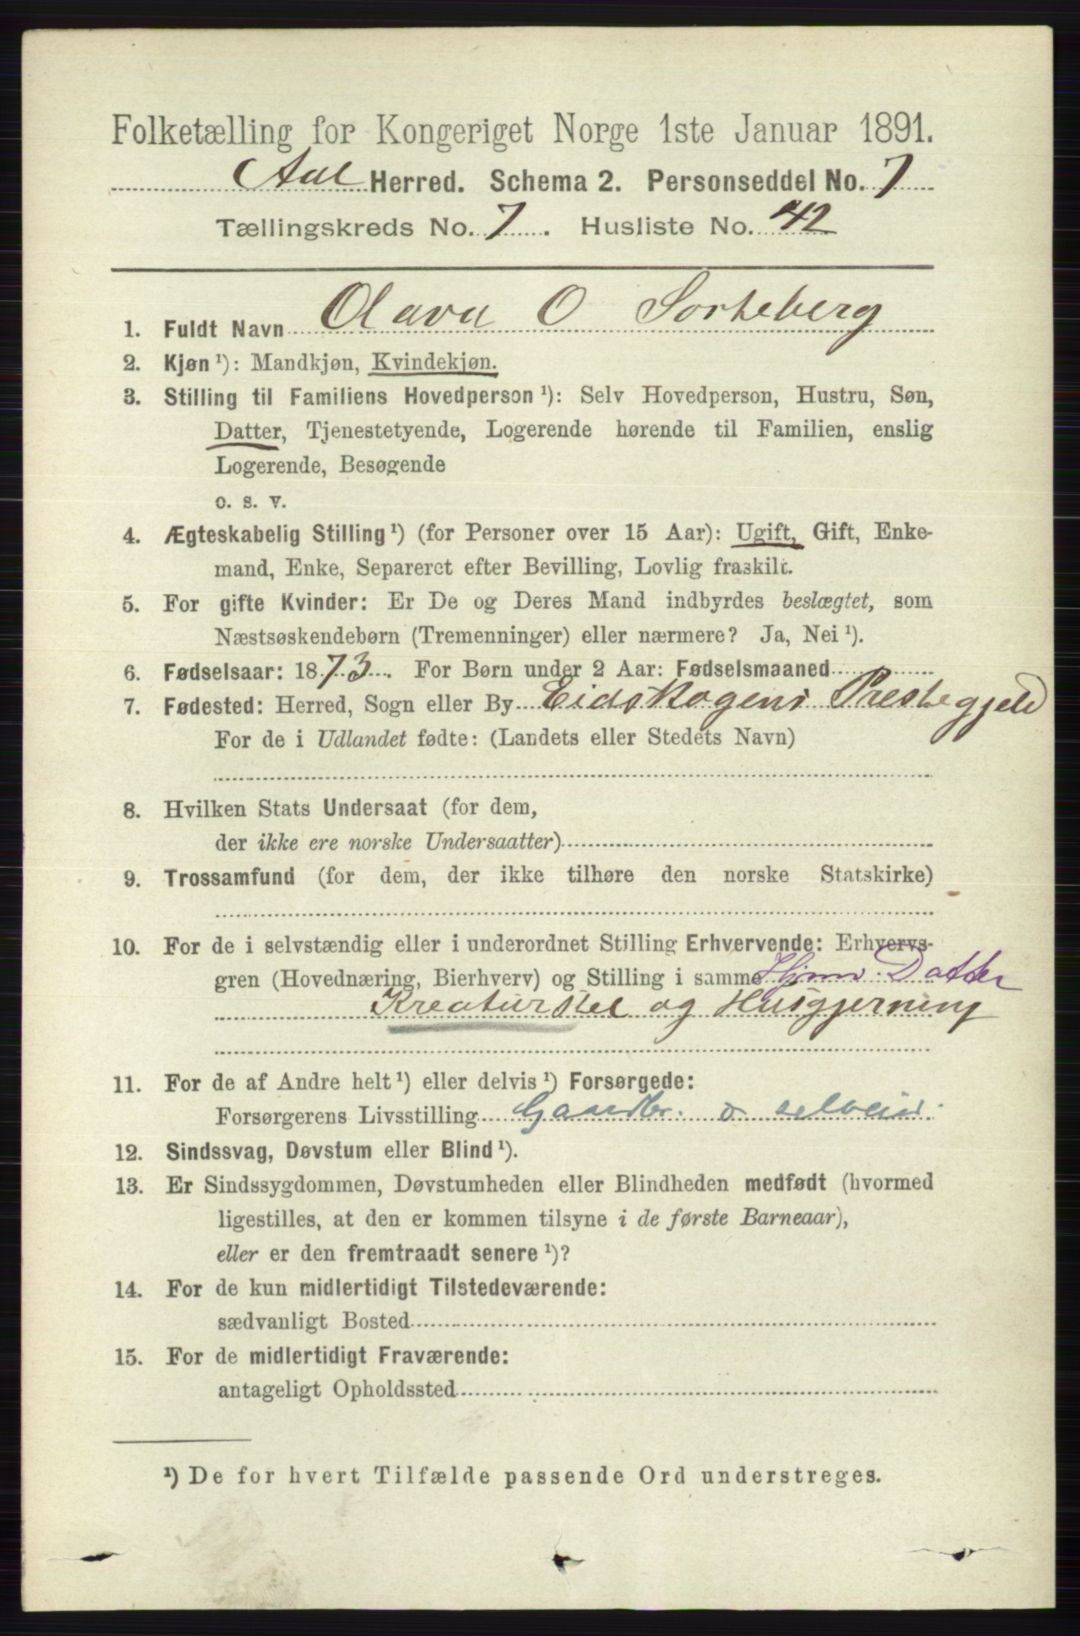 Folketælling for Kongeriget Norge 1ste Januar 1891.
Aal Herred. Schema 2. Personseddel No. 7
Tællingskreds No. 7. Husliste No. 42
1. Fuldt Navn Olava O Sorteberg
2. Kjøn ¹): Mandkjøn, Kvindekjøn.
3. Stilling til Familiens Hovedperson ¹): Selv Hovedperson, Hustru, Søn,
Datter, Tjenestetyende, Logerende hørende til Familien, enslig
Logerende, Besøgende
o. s. v.
4. Ægteskabelig Stilling ¹) (for Personer over 15 Aar): Ugift, Gift, Enke-
mand, Enke, Separeret efter Bevilling, Lovlig fraskilt.
5. For gifte Kvinder: Er De og Deres Mand indbyrdes beslægtet, som
Næstsøskendebørn (Tremenninger) eller nærmere? Ja, Nei ¹).
6. Fødselsaar: 1873. For Børn under 2 Aar: Fødselsmaaned
7. Fødested: Herred, Sogn eller By Eidskogens Prestegjeld
For de i Udlandet fødte: (Landets eller Stedets Navn)
8. Hvilken Stats Undersaat (for dem,
der ikke ere norske Undersaatter)
9. Trossamfund (for dem, der ikke tilhøre den norske Statskirke)
10. For de i selvstændig eller i underordnet Stilling Erhvervende: Erhvervs-
gren (Hovednæring, Bierhverv) og Stilling i samme Hjmv. Datter
Kreaturstel og Husgjerning
11. For de af Andre helt ¹) eller delvis ¹) Forsørgede:
Forsørgerens Livsstilling Gaardbr. o selveier.
12. Sindssvag, Døvstum eller Blind ¹).
13. Er Sindssygdommen, Døvstumheden eller Blindheden medfødt (hvormed
ligestilles, at den er kommen tilsyne i de første Barneaar),
eller er den fremtraadt senere ¹)?
14. For de kun midlertidigt Tilstedeværende:
sædvanligt Bosted
15. For de midlertidigt Fraværende:
antageligt Opholdssted
¹) De for hvert Tilfælde passende Ord understreges.